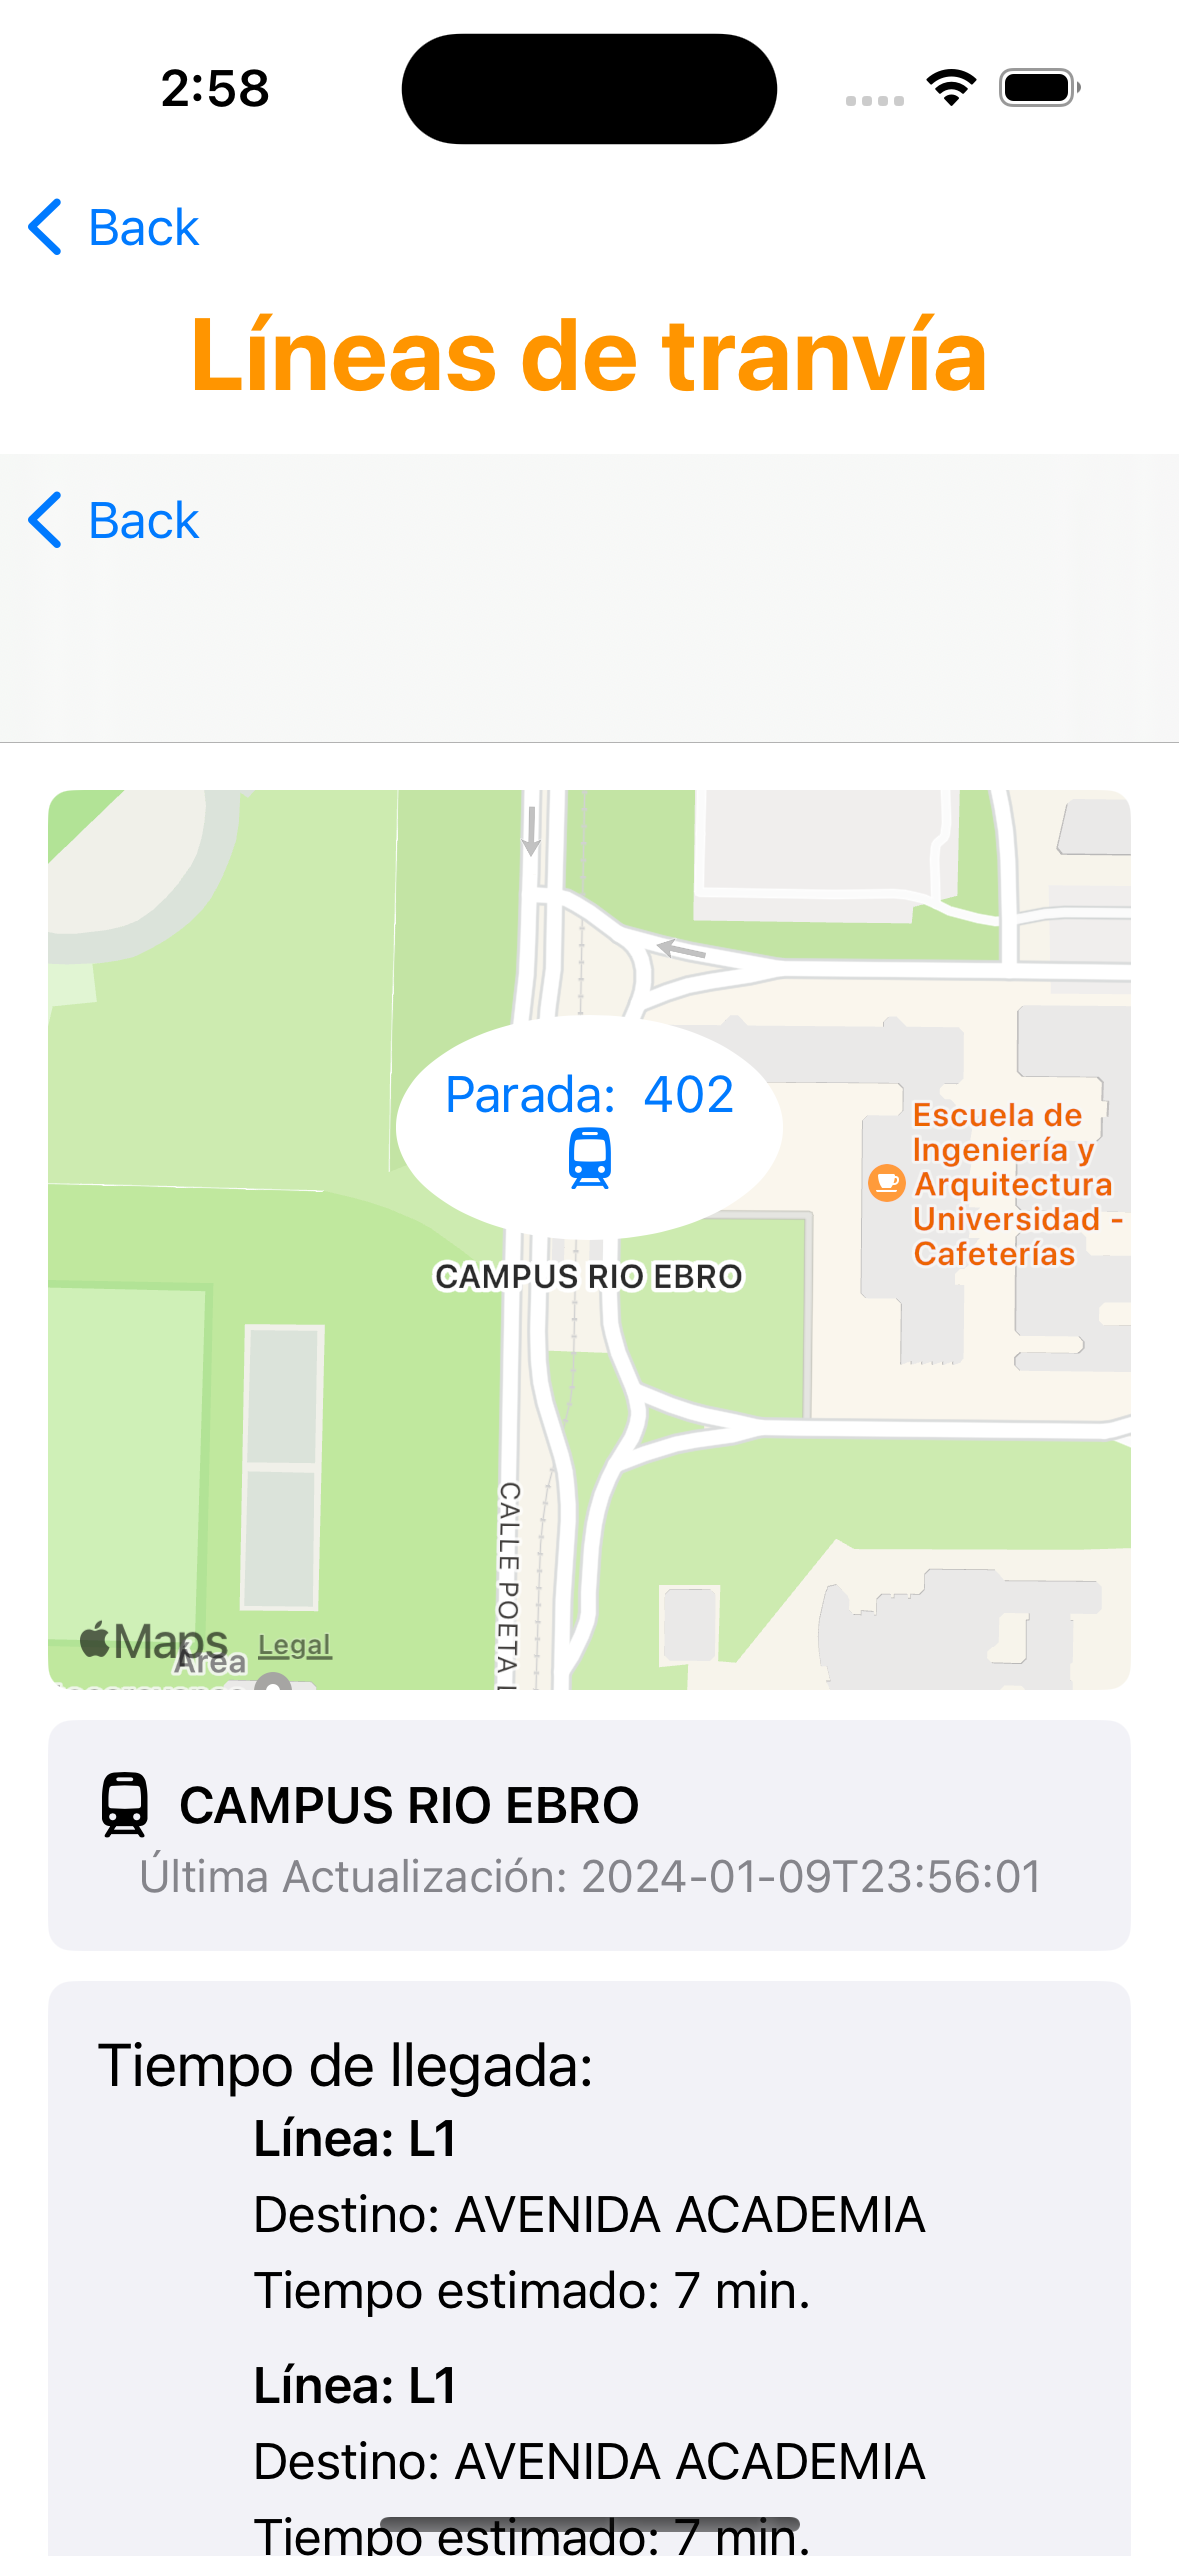 2:58
Back
Líneas de tranvía
Back
Parada: 402
CAMPUS RIO EBRO
Escuela de
Ingeniería y
Arquitectura
Universidad -
Cafeterías
CALLE POETA
Maps
Legal
Área
CAMPUS RIO EBRO
Última Actualización: 2024-01-09T23:56:01
Tiempo de llegada:
Línea: L1
Destino: AVENIDA ACADEMIA
Tiempo estimado: 7 min.
Línea: L1
Destino: AVENIDA ACADEMIA
Tiempo estimado: 7 min.